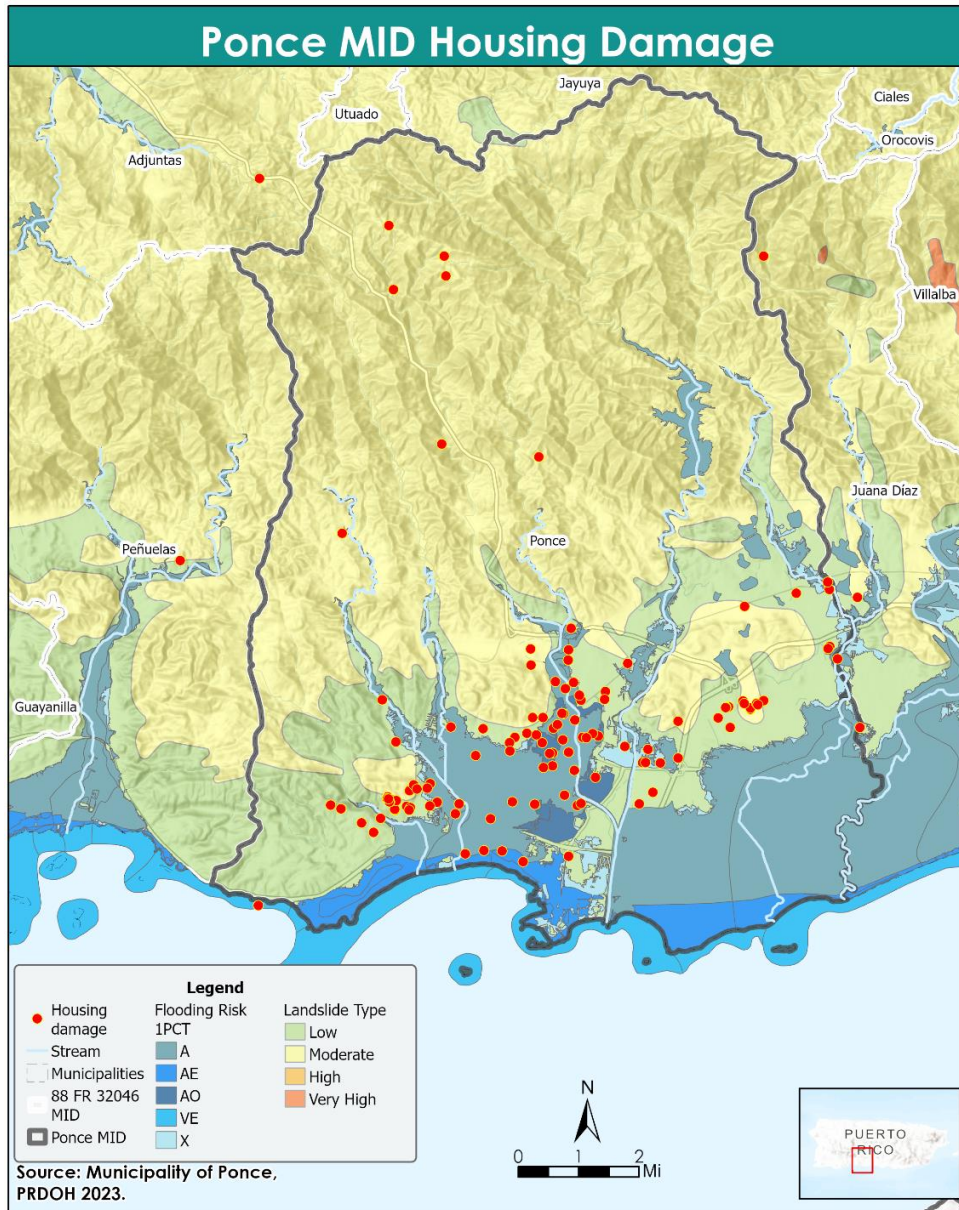 Ponce MID Housing Damage
Jayuya
Ciales
Utuado
Orocovis
Adjuntas
Villalba
Juana Díaz
Ponce
Peñuelas
Guayanilla
Legend
Housing
damage
Stream
Municipalities
88 FR 32046
MID
Ponce MID
Flooding Risk
1PCT
A
AE
AO
VE
X
Landslide Type
Low
Moderate
High
Very High
Source: Municipality of Ponce,
PRDOH 2023.
N
0 1 2
Mi
PUERTO
RICO